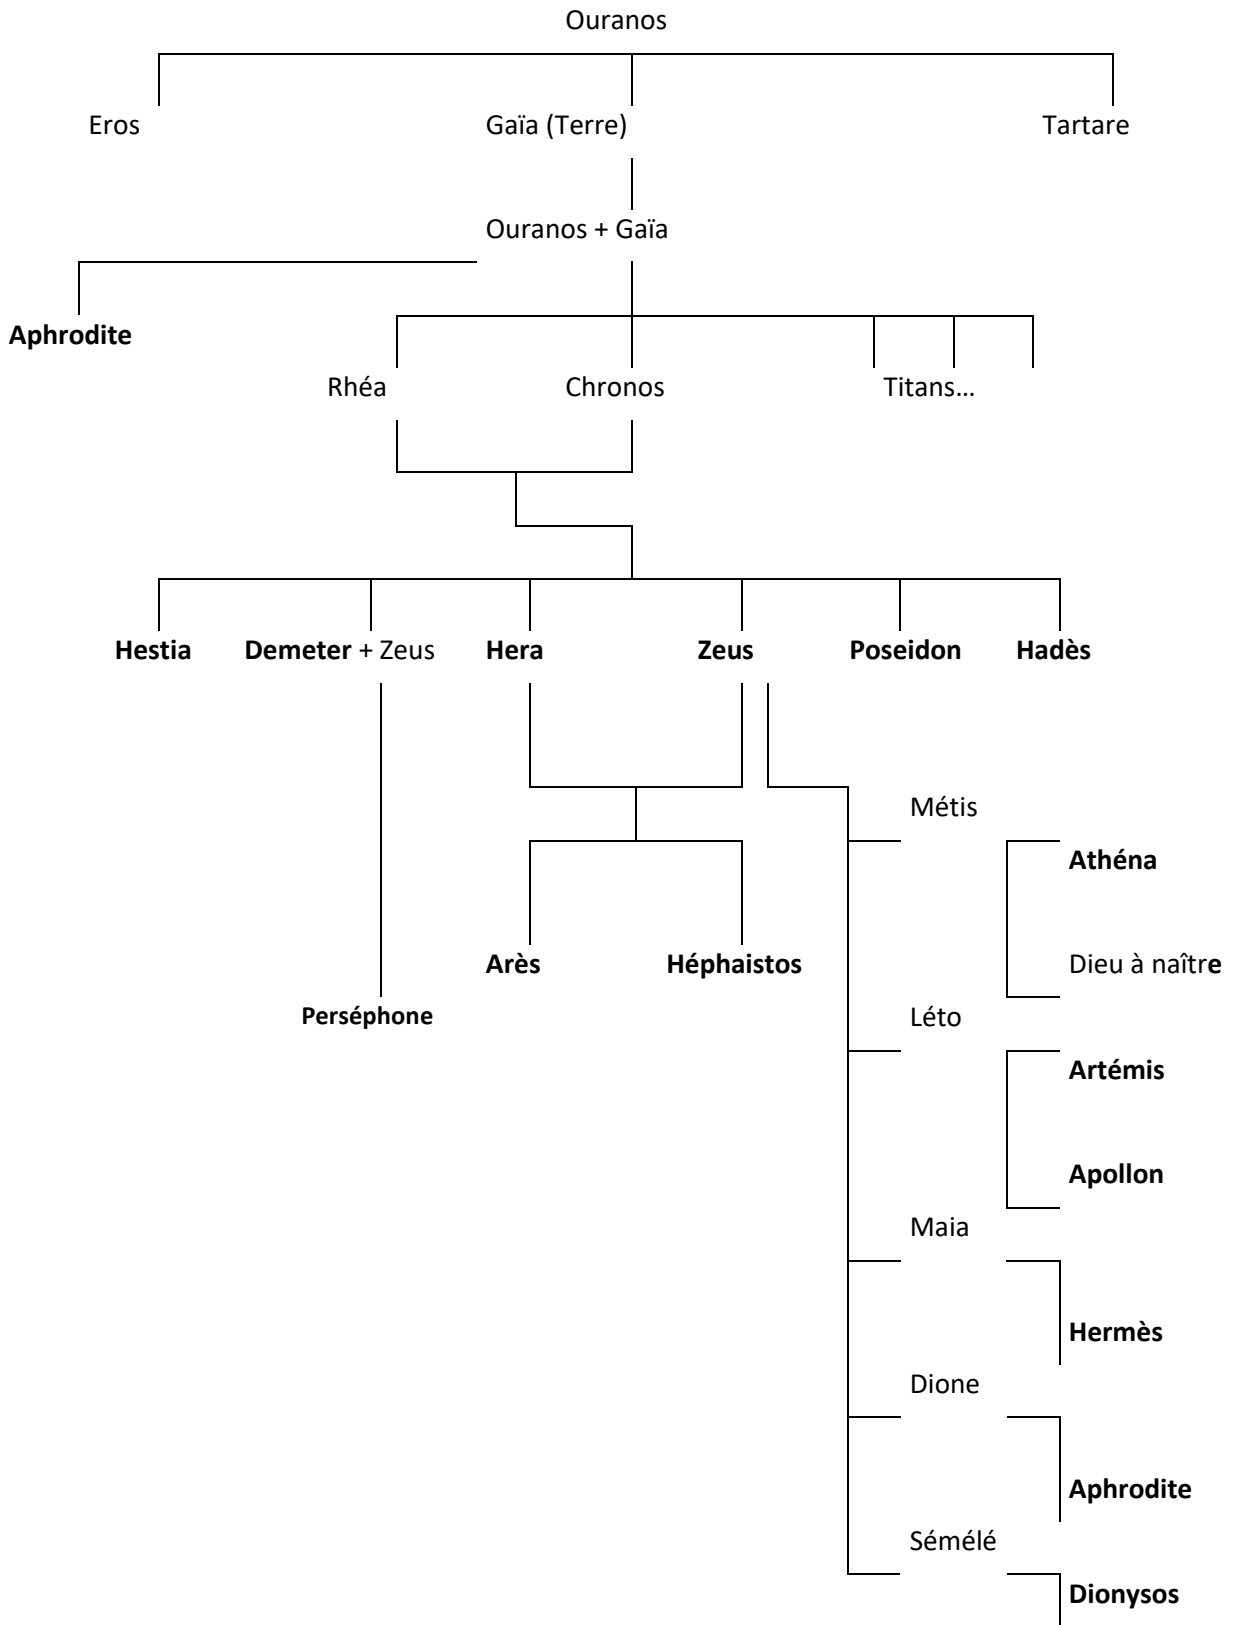 Ouranos
Eros Gaïa (Terre) Tartare
Ouranos + Gaïa
Aphrodite
Rhéa Chronos Titans...
Hestia Demeter + Zeus Hera Zeus Poseidon Hadès
Métis
Athéna
Arès Héphaistos Dieu à naître
Perséphone Léto
Artémis
Apollon
Maia
Hermès
Dione
Aphrodite
Sémélé
Dionysos